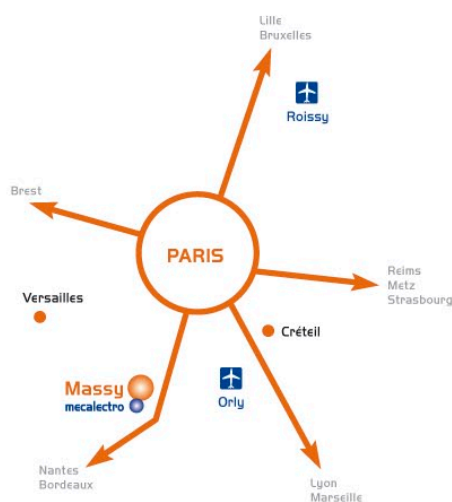 Lille
Bruxelles
Roissy
Brest
PARIS
Reims
Metz
Strasbourg
Versailles
Créteil
Massy
mecalectro
Orly
Nantes
Bordeaux
Lyon
Marseille